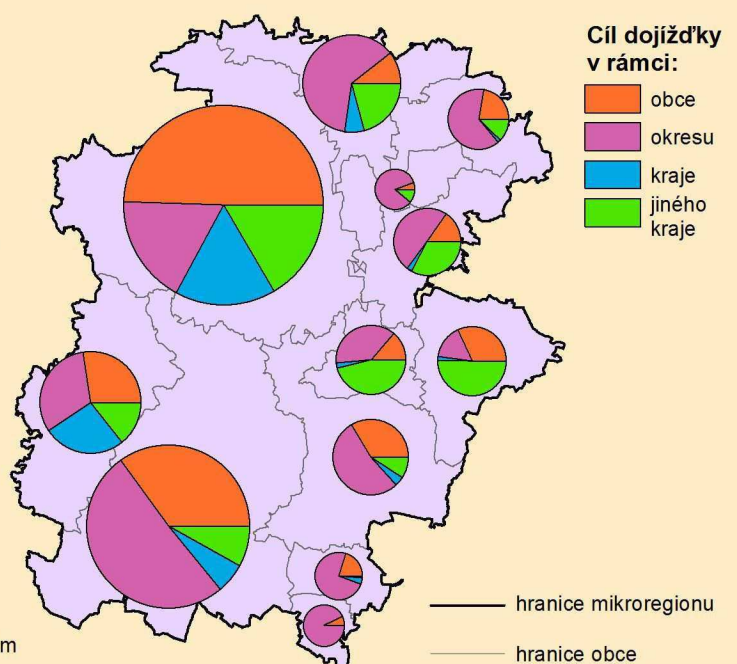 Cíl dojížďky
v rámci:
obce
okresu
kraje
jiného
kraje
hranice mikroregionu
hranice obce
m